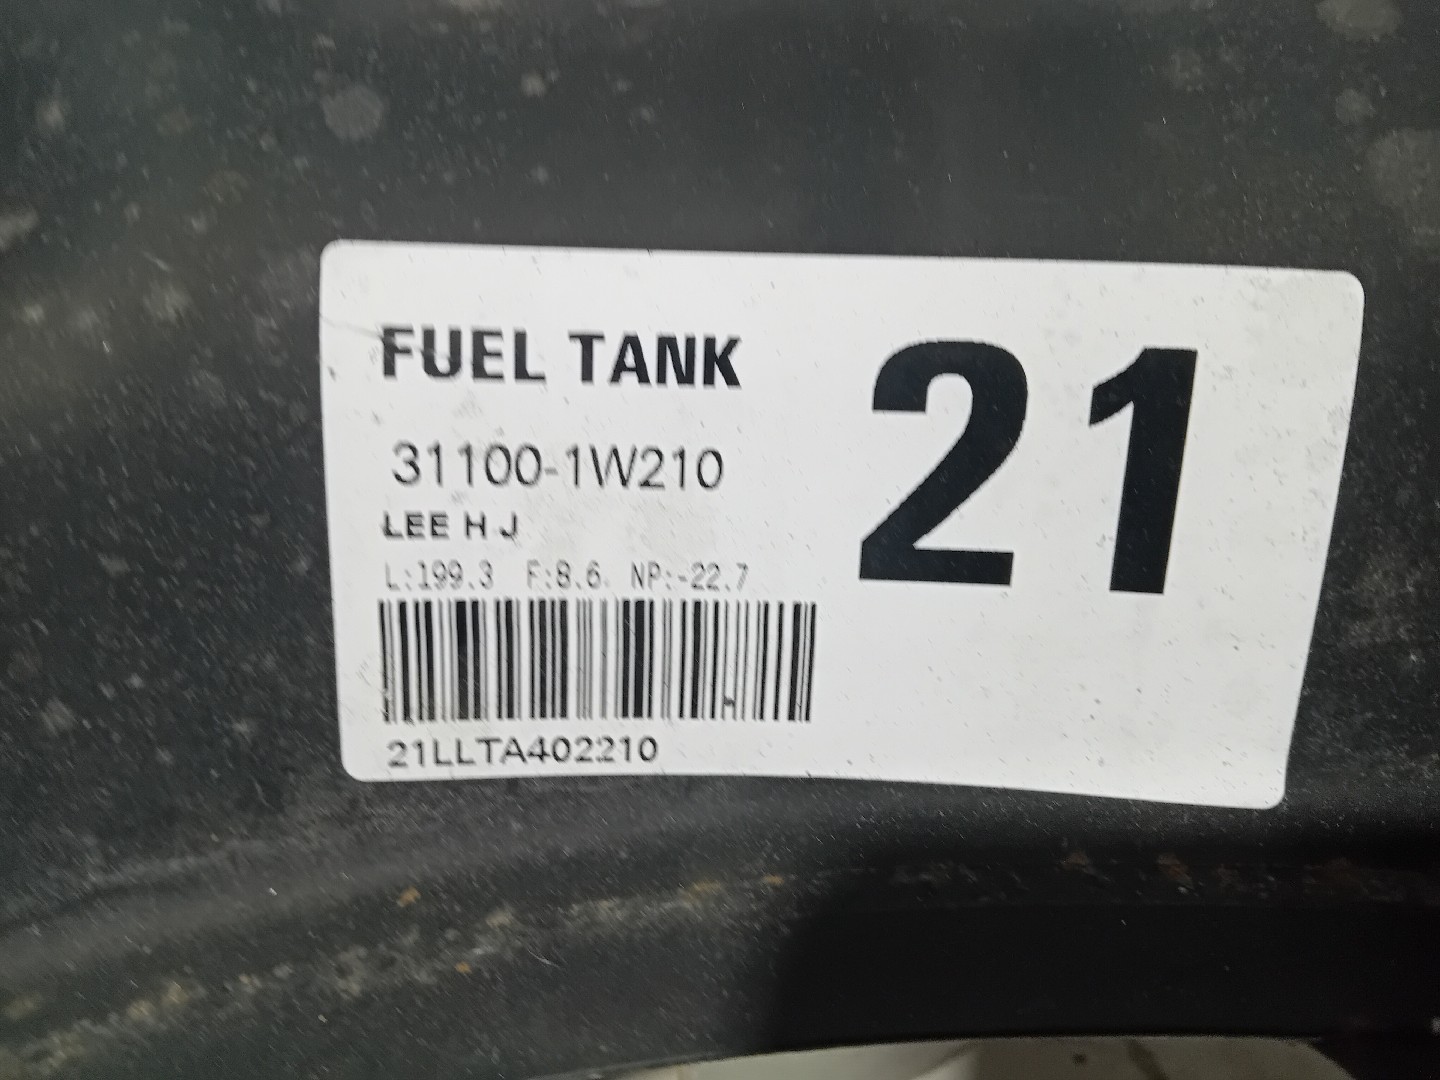 FUEL TANK
21
31100-1W210
LEE H J
L:199.3 F:8.6. NP:-22.7
21LLTA402210